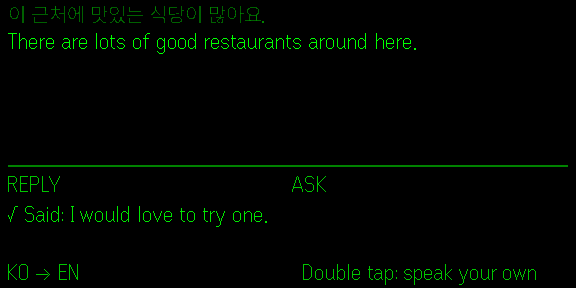 이 근처에 맛있는 식당이 많아요.
There are lots of good restaurants around here.
REPLY ASK
√ Said: I would love to try one.
KO → EN Double tap: speak your own